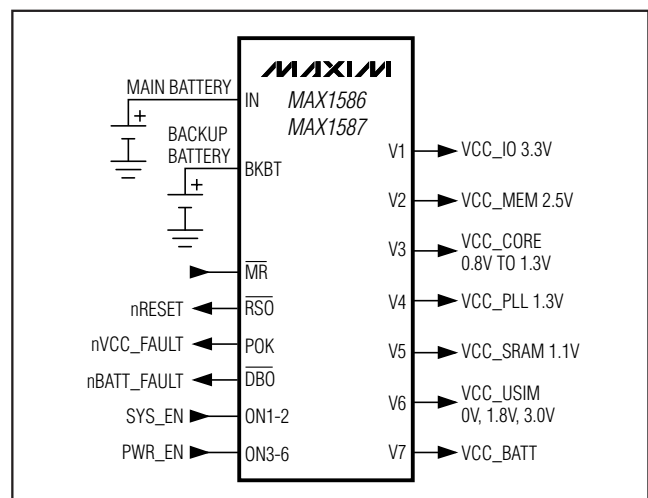 MAXIM
MAX1586
MAX1587
MAIN BATTERY
IN
+
BACKUP
BATTERY
+
BKBT
MR
nRESET
RSO
nVCC_FAULT
POK
nBATT_FAULT
DBO
SYS_EN
ON1-2
PWR_EN
ON3-6
V1
VCC_IO 3.3V
V2
VCC_MEM 2.5V
V3
VCC_CORE
0.8V TO 1.3V
V4
VCC_PLL 1.3V
V5
VCC_SRAM 1.1V
V6
VCC_USIM
0V, 1.8V, 3.0V
V7
VCC_BATT